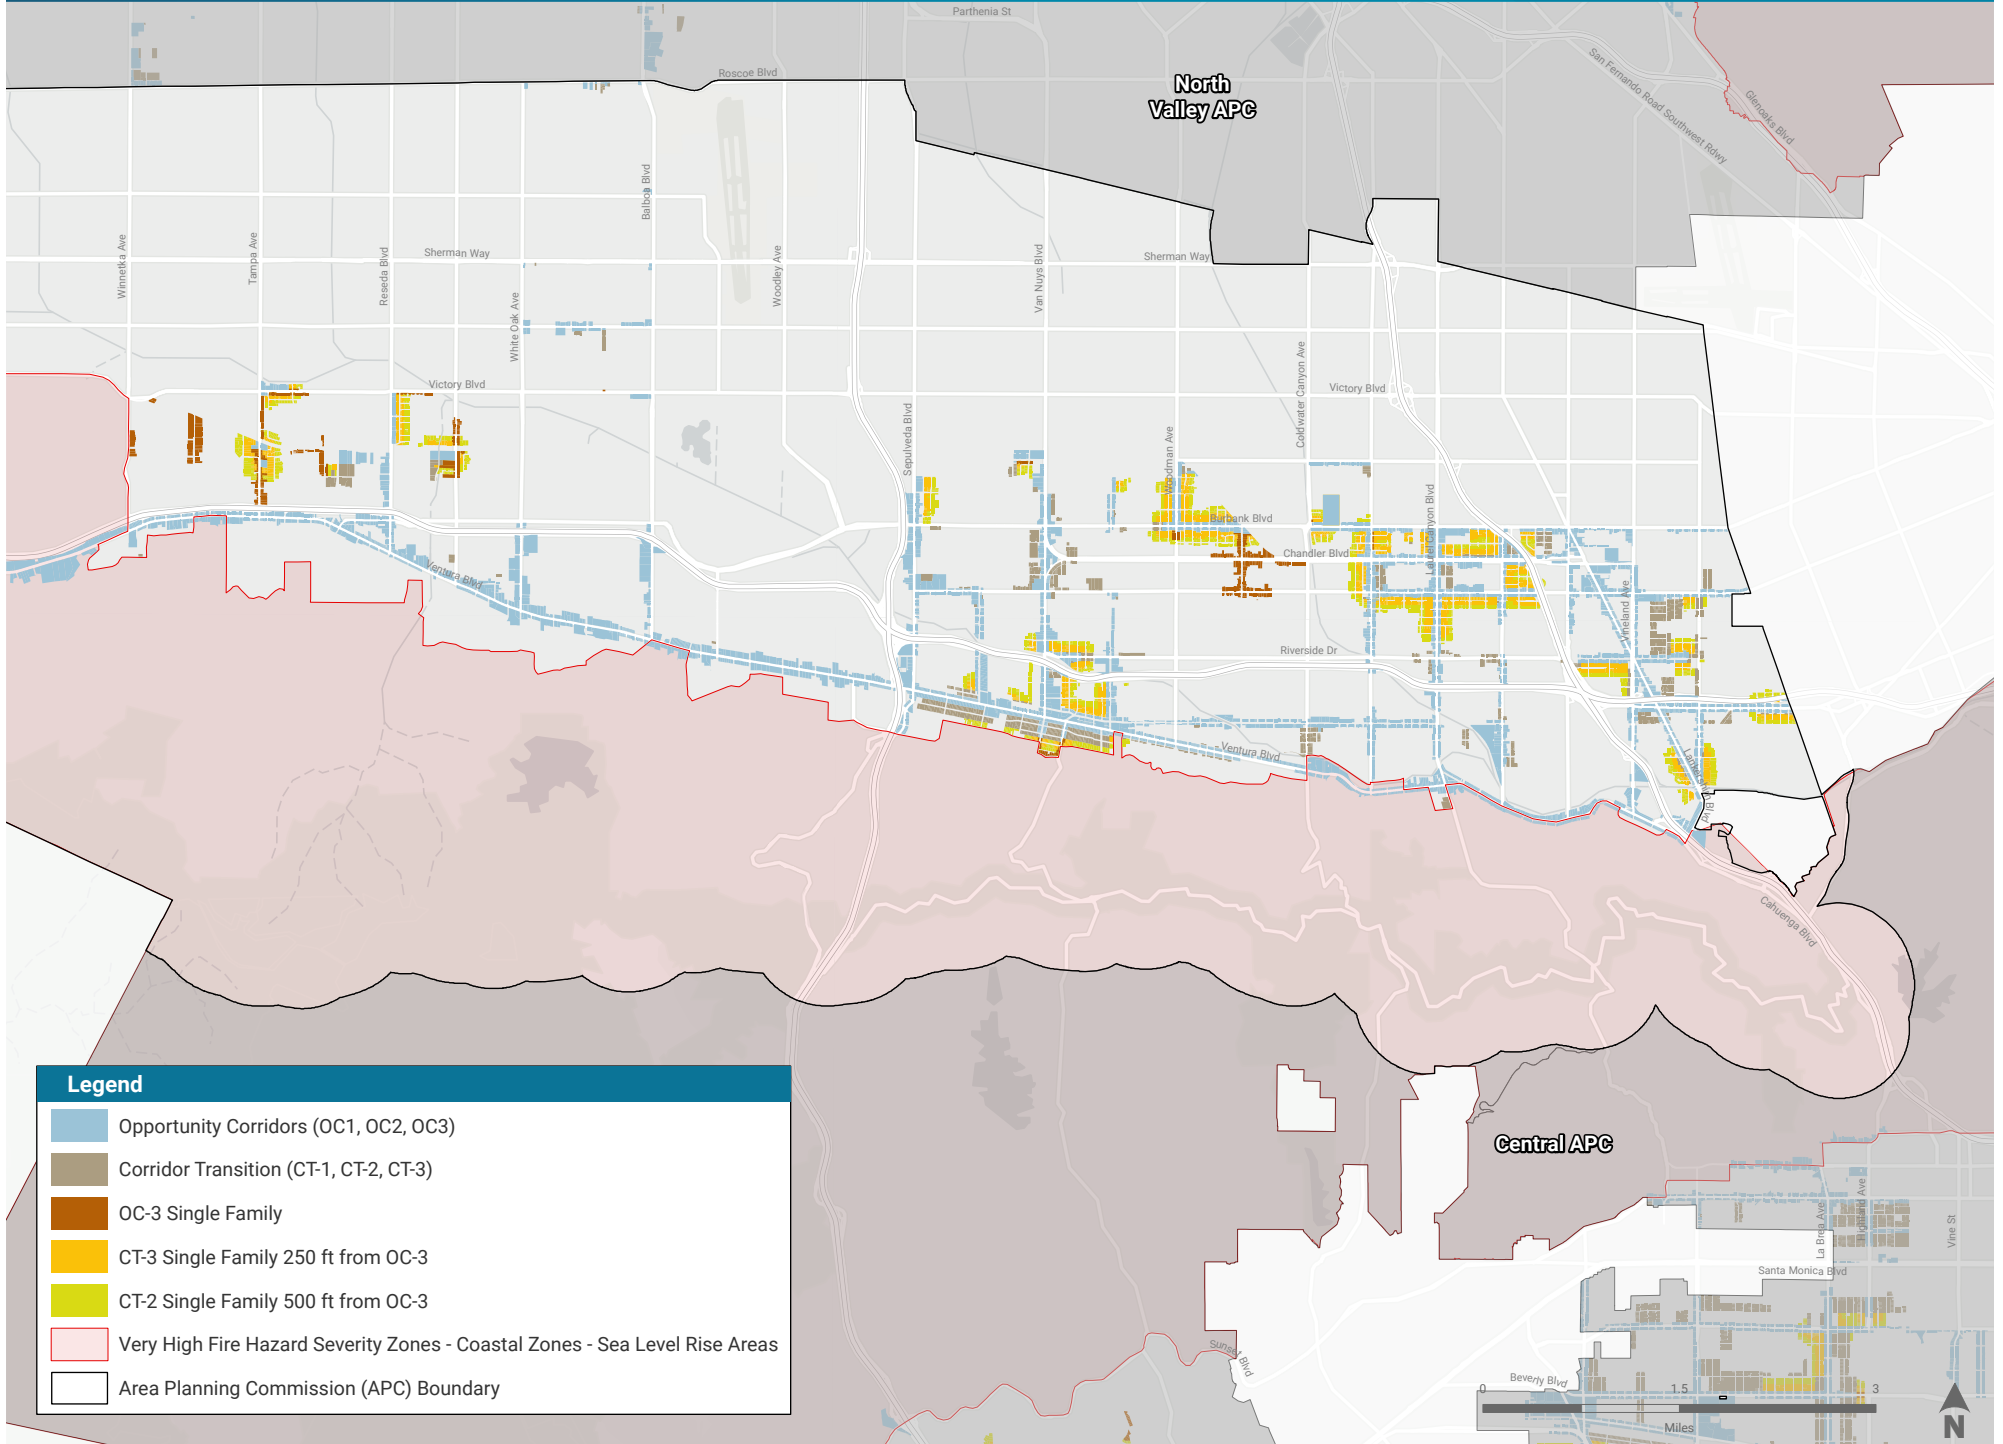 Parthenia St
Roscoe Blvd
North
Valley APC
San Fernando Road Southwest Rdwy
Glenoaks Blvd
Balboa Blvd
Winnetka Ave
Tampa Ave
Reseda Blvd
Sherman Way
White Oak Ave
Woodley Ave
Van Nuys Blvd
Sherman Way
Coldwater Canyon Ave
Victory Blvd
Victory Blvd
Sepulveda Blvd
Woodman Ave
Laurel Canyon Blvd
Burbank Blvd
Chandler Blvd
Ventura Blvd
Vineland Ave
Riverside Dr
Ventura Blvd
Lankershim Blvd
Cahuenga Blvd
Central APC
La Brea Ave
Highland Ave
Vine St
Santa Monica Blvd
Sunset Blvd
Beverly Blvd
0 1.5 3
Miles
N
Legend
Opportunity Corridors (OC1, OC2, OC3)
Corridor Transition (CT-1, CT-2, CT-3)
OC-3 Single Family
CT-3 Single Family 250 ft from OC-3
CT-2 Single Family 500 ft from OC-3
Very High Fire Hazard Severity Zones - Coastal Zones - Sea Level Rise Areas
Area Planning Commission (APC) Boundary